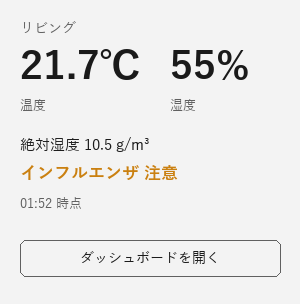 リビング
21.7℃ 55%
温度 湿度
絶対湿度 10.5 g/m³
インフルエンザ 注意
01:52 時点
ダッシュボードを開く